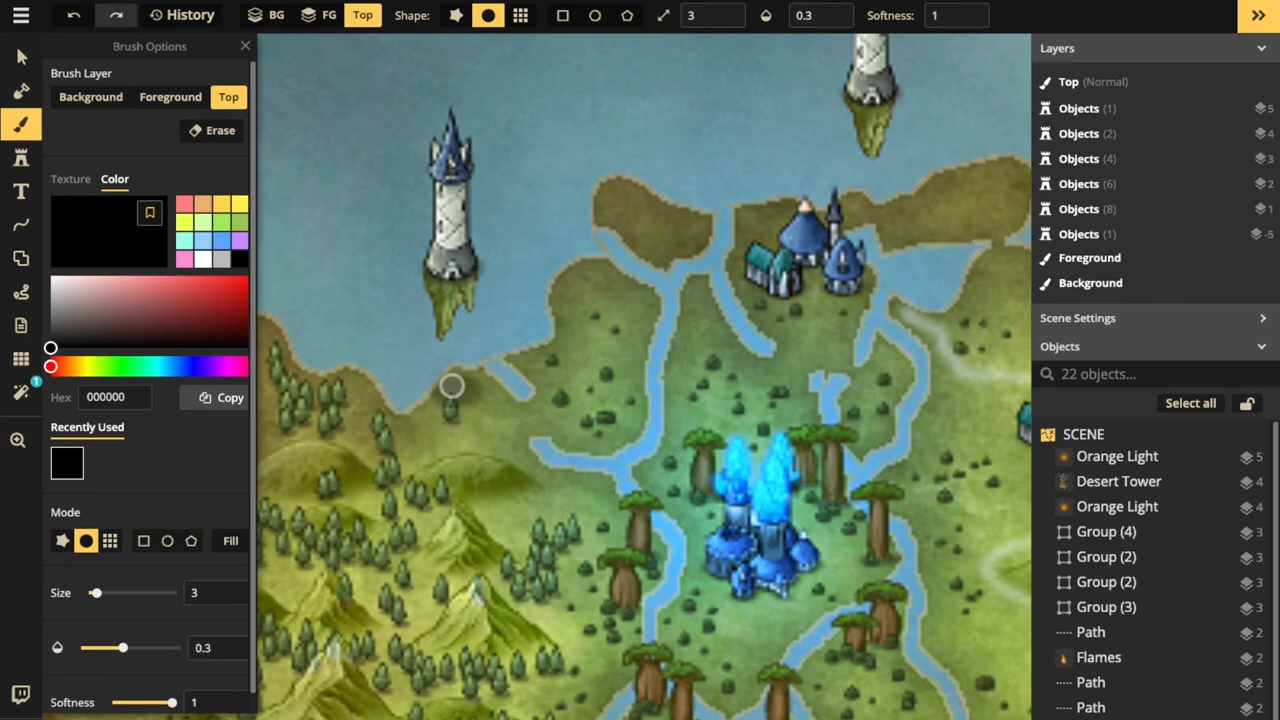 History
BG
FG
Top
Shape:
3
0.3
Softness:
1
Brush Options
Brush Layer
Background
Foreground
Top
Erase
Texture
Color
Hex
000000
Copy
Recently Used
Mode
Fill
Size
3
0.3
Softness
1
1
Layers
Top (Normal)
Objects (1) 5
Objects (2) 4
Objects (4) 3
Objects (6) 2
Objects (8) 1
Objects (1) -5
Foreground
Background
Scene Settings
Objects
22 objects...
Select all
SCENE
Orange Light 5
Desert Tower 4
Orange Light 4
Group (4) 3
Group (2) 3
Group (2) 3
Group (3) 3
Path 2
Flames 2
Path 2
Path 2